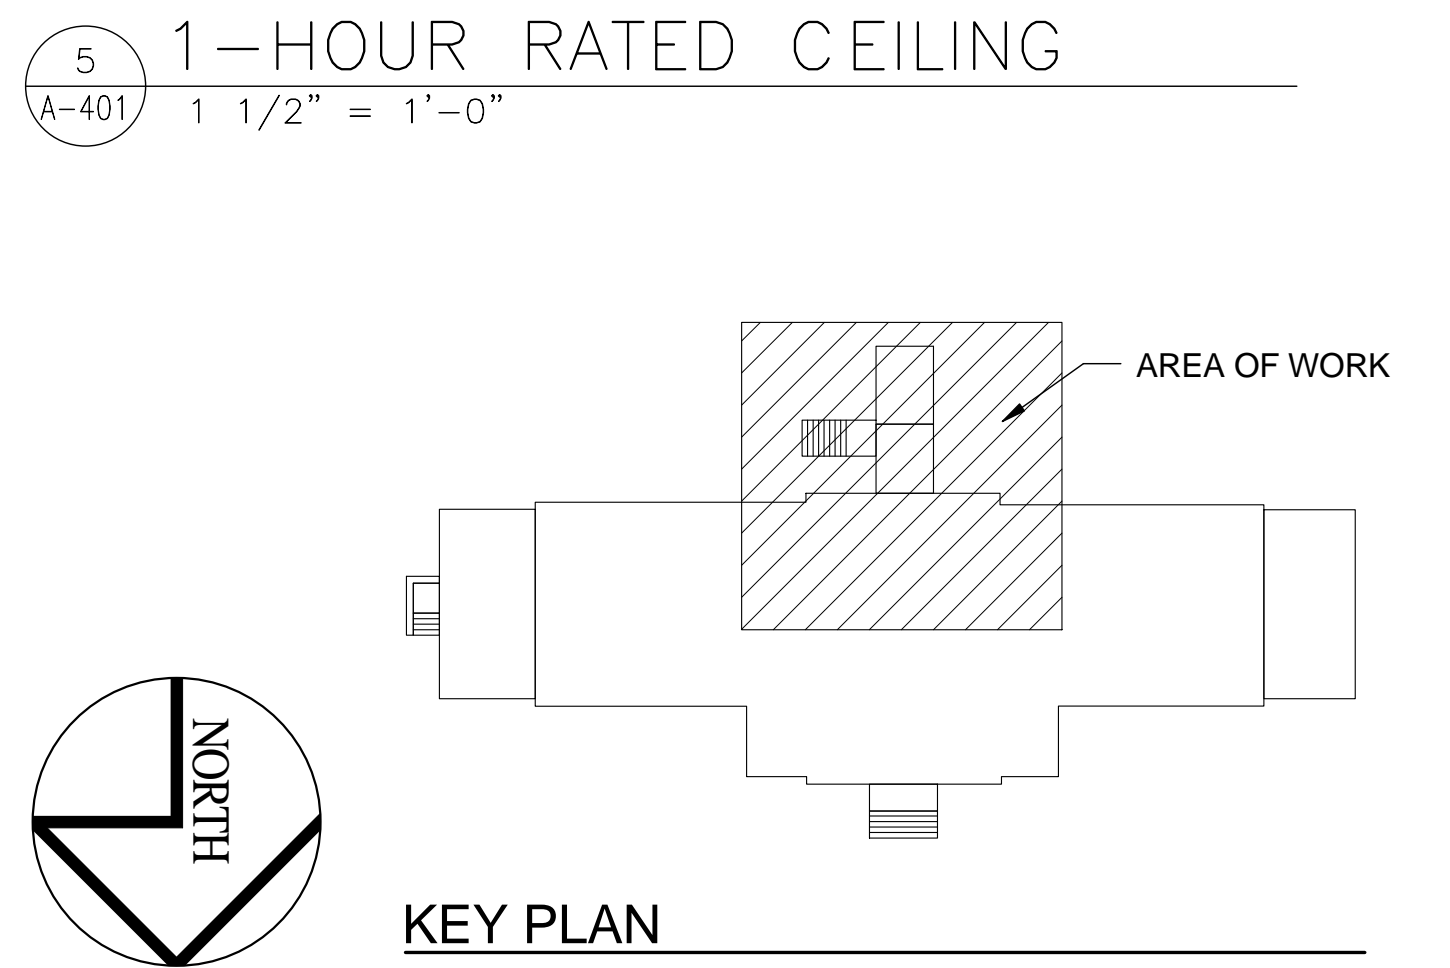 5
1-HOUR RATED CEILING
A-401
1 1/2" = 1'-0"
AREA OF WORK
NORTH
KEY PLAN